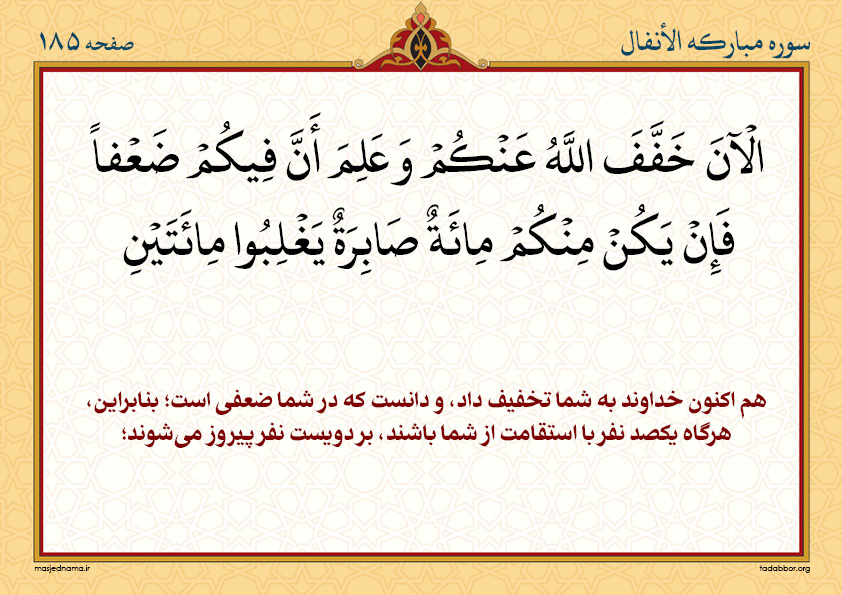 سوره مبارکه الأنفال
صفحه ۱۸۵
الْآنَ خَفَّفَ اللَّهُ عَنْكُمْ وَ عَلِمَ أَنَّ فِيكُمْ ضَعْفاً
فَإِنْ يَكُنْ مِنْكُمْ مِائَةٌ صَابِرَةٌ يَغْلِبُوا مِائَتَيْنِ
هم اکنون خداوند به شما تخفیف داد، و دانست که در شما ضعفی است؛ بنابراین،
هرگاه یکصد نفر با استقامت از شما باشند، بر دویست نفر پیروز می‌شوند؛
masjednama.ir
tadabbor.org